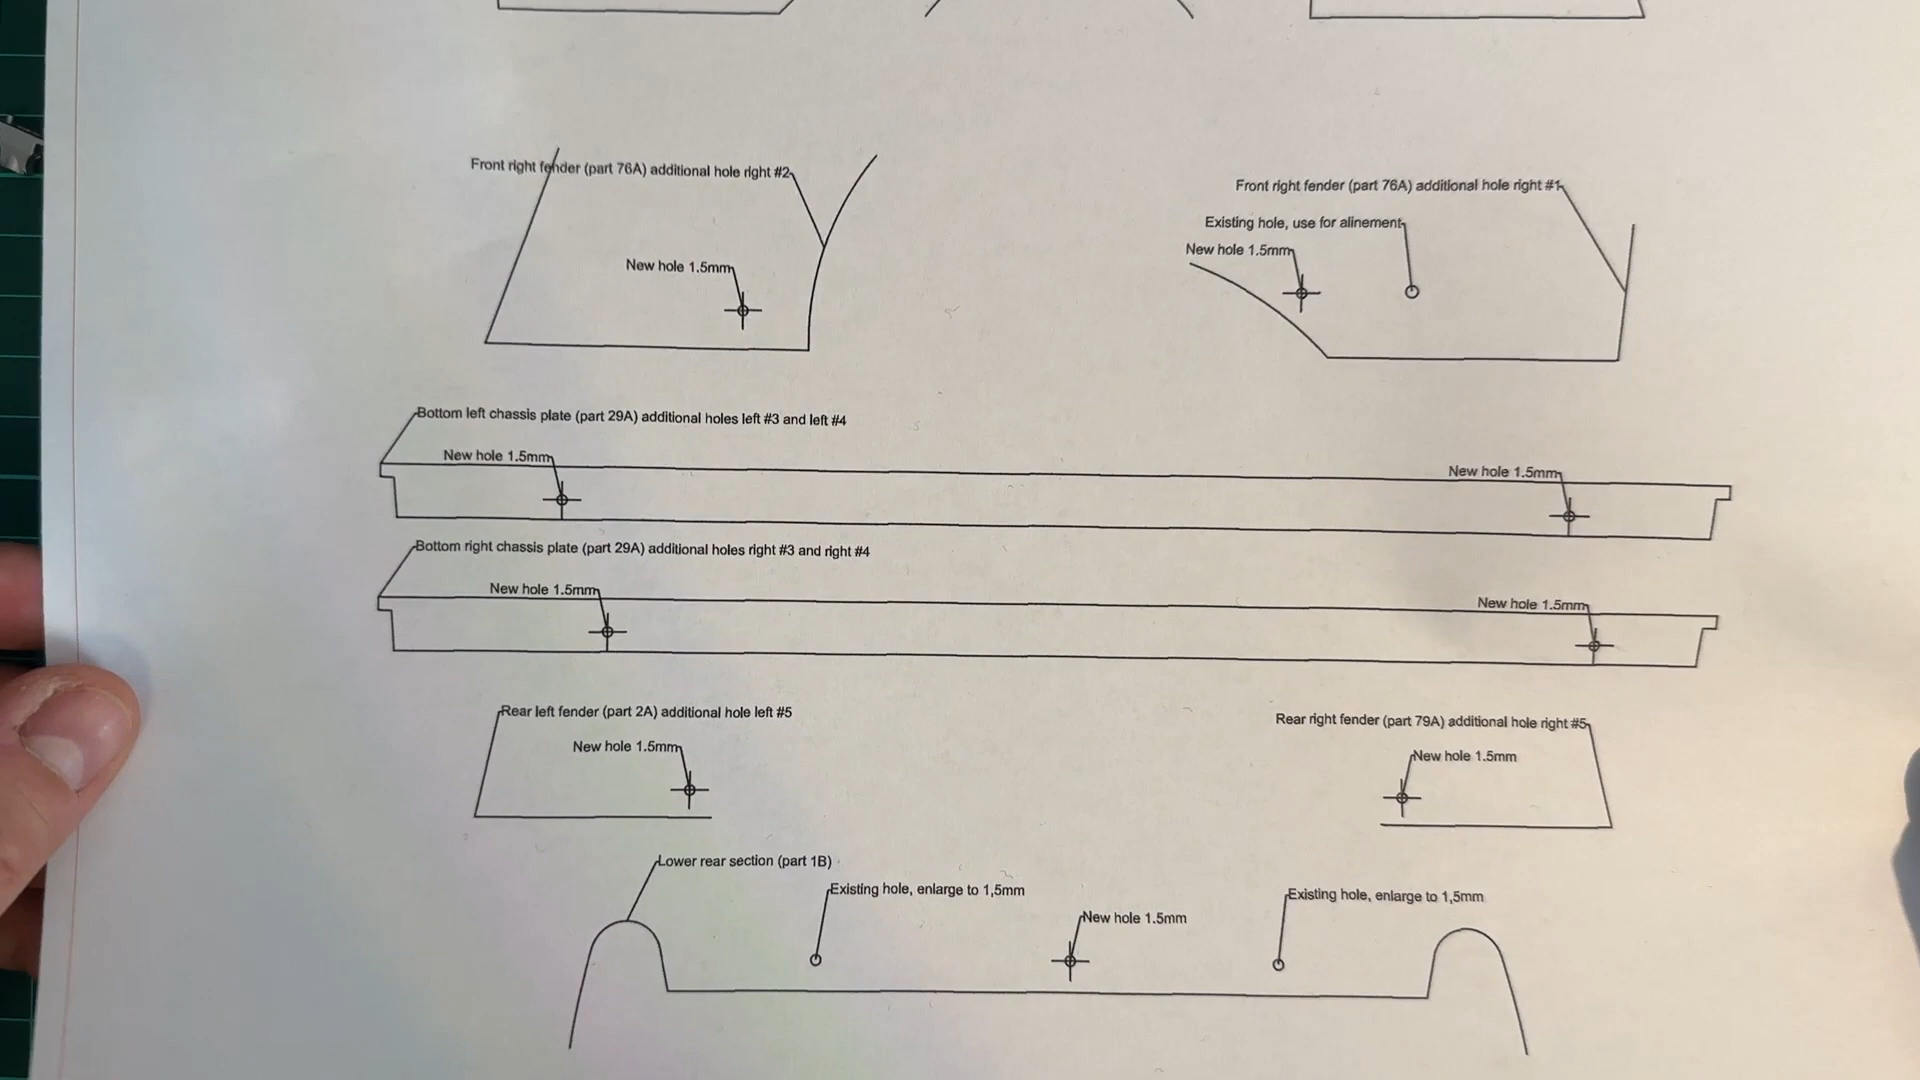 Front right fender (part 76A) additional hole right #2
New hole 1.5mm
Front right fender (part 76A) additional hole right #1
Existing hole, use for alinement
New hole 1.5mm
Bottom left chassis plate (part 29A) additional holes left #3 and left #4
New hole 1.5mm
New hole 1.5mm
Bottom right chassis plate (part 29A) additional holes right #3 and right #4
New hole 1.5mm
New hole 1.5mm
Rear left fender (part 2A) additional hole left #5
New hole 1.5mm
Rear right fender (part 79A) additional hole right #5
New hole 1.5mm
Lower rear section (part 1B)
Existing hole, enlarge to 1,5mm
New hole 1.5mm
Existing hole, enlarge to 1,5mm